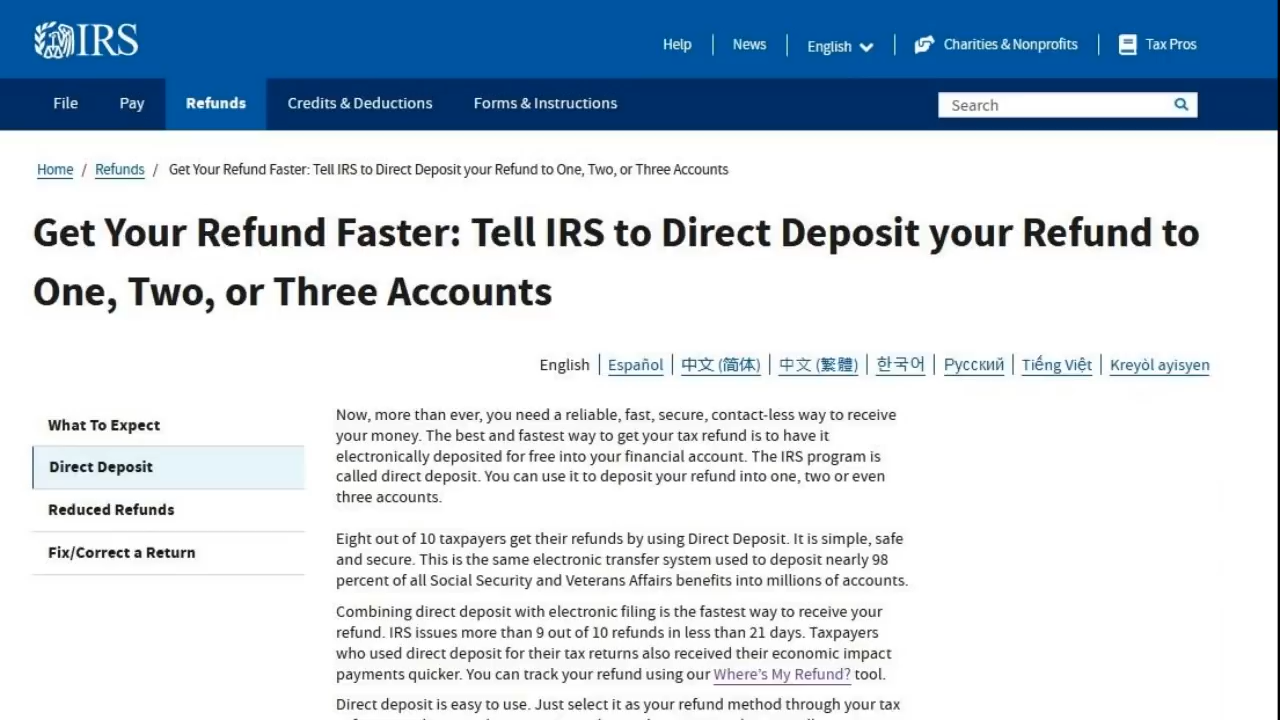 IRS
Help
News
English
Charities & Nonprofits
Tax Pros
File
Pay
Refunds
Credits & Deductions
Forms & Instructions
Search
Home / Refunds / Get Your Refund Faster: Tell IRS to Direct Deposit your Refund to One, Two, or Three Accounts
Get Your Refund Faster: Tell IRS to Direct Deposit your Refund to
One, Two, or Three Accounts
English | Español | 中文 (简体) | 中文 (繁體) | 한국어 | Русский | Tiếng Việt | Kreyòl ayisyen
What To Expect
Direct Deposit
Reduced Refunds
Fix/Correct a Return
Now, more than ever, you need a reliable, fast, secure, contact-less way to receive
your money. The best and fastest way to get your tax refund is to have it
electronically deposited for free into your financial account. The IRS program is
called direct deposit. You can use it to deposit your refund into one, two or even
three accounts.
Eight out of 10 taxpayers get their refunds by using Direct Deposit. It is simple, safe
and secure. This is the same electronic transfer system used to deposit nearly 98
percent of all Social Security and Veterans Affairs benefits into millions of accounts.
Combining direct deposit with electronic filing is the fastest way to receive your
refund. IRS issues more than 9 out of 10 refunds in less than 21 days. Taxpayers
who used direct deposit for their tax returns also received their economic impact
payments quicker. You can track your refund using our Where's My Refund? tool.
Direct deposit is easy to use. Just select it as your refund method through your tax